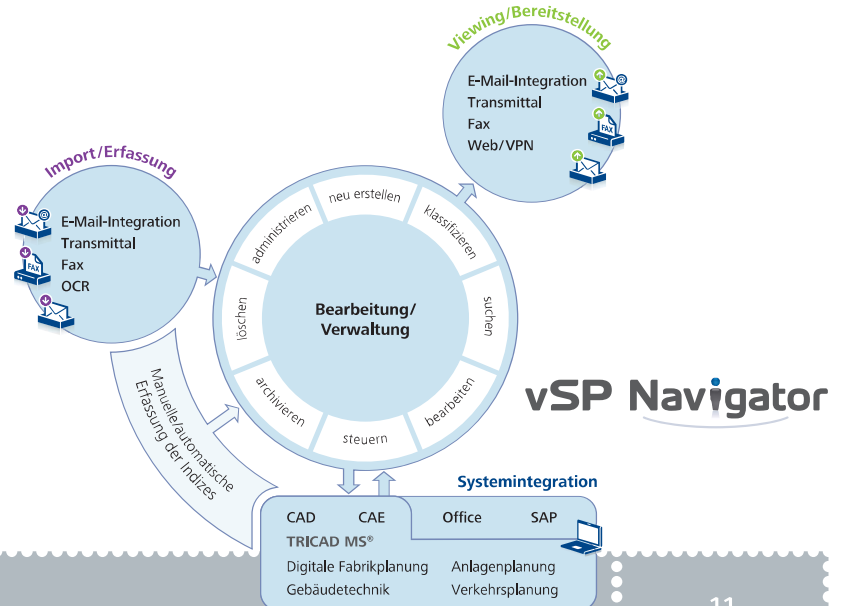 Viewing/Bereitstellung
E-Mail-Integration
Transmittal
Fax
Web/VPN
FAX
Import/Erfassung
E-Mail-Integration
Transmittal
Fax
OCR
FAX
neu erstellen
klassifizieren
suchen
bearbeiten
steuern
archivieren
löschen
administrieren
Bearbeitung/
Verwaltung
Manuelle/automatische
Erfassung der Indizes
vSP Navigator
Systemintegration
CAD CAE Office SAP
TRICAD MS®
Digitale Fabrikplanung Anlagenplanung
Gebäudetechnik Verkehrsplanung
11